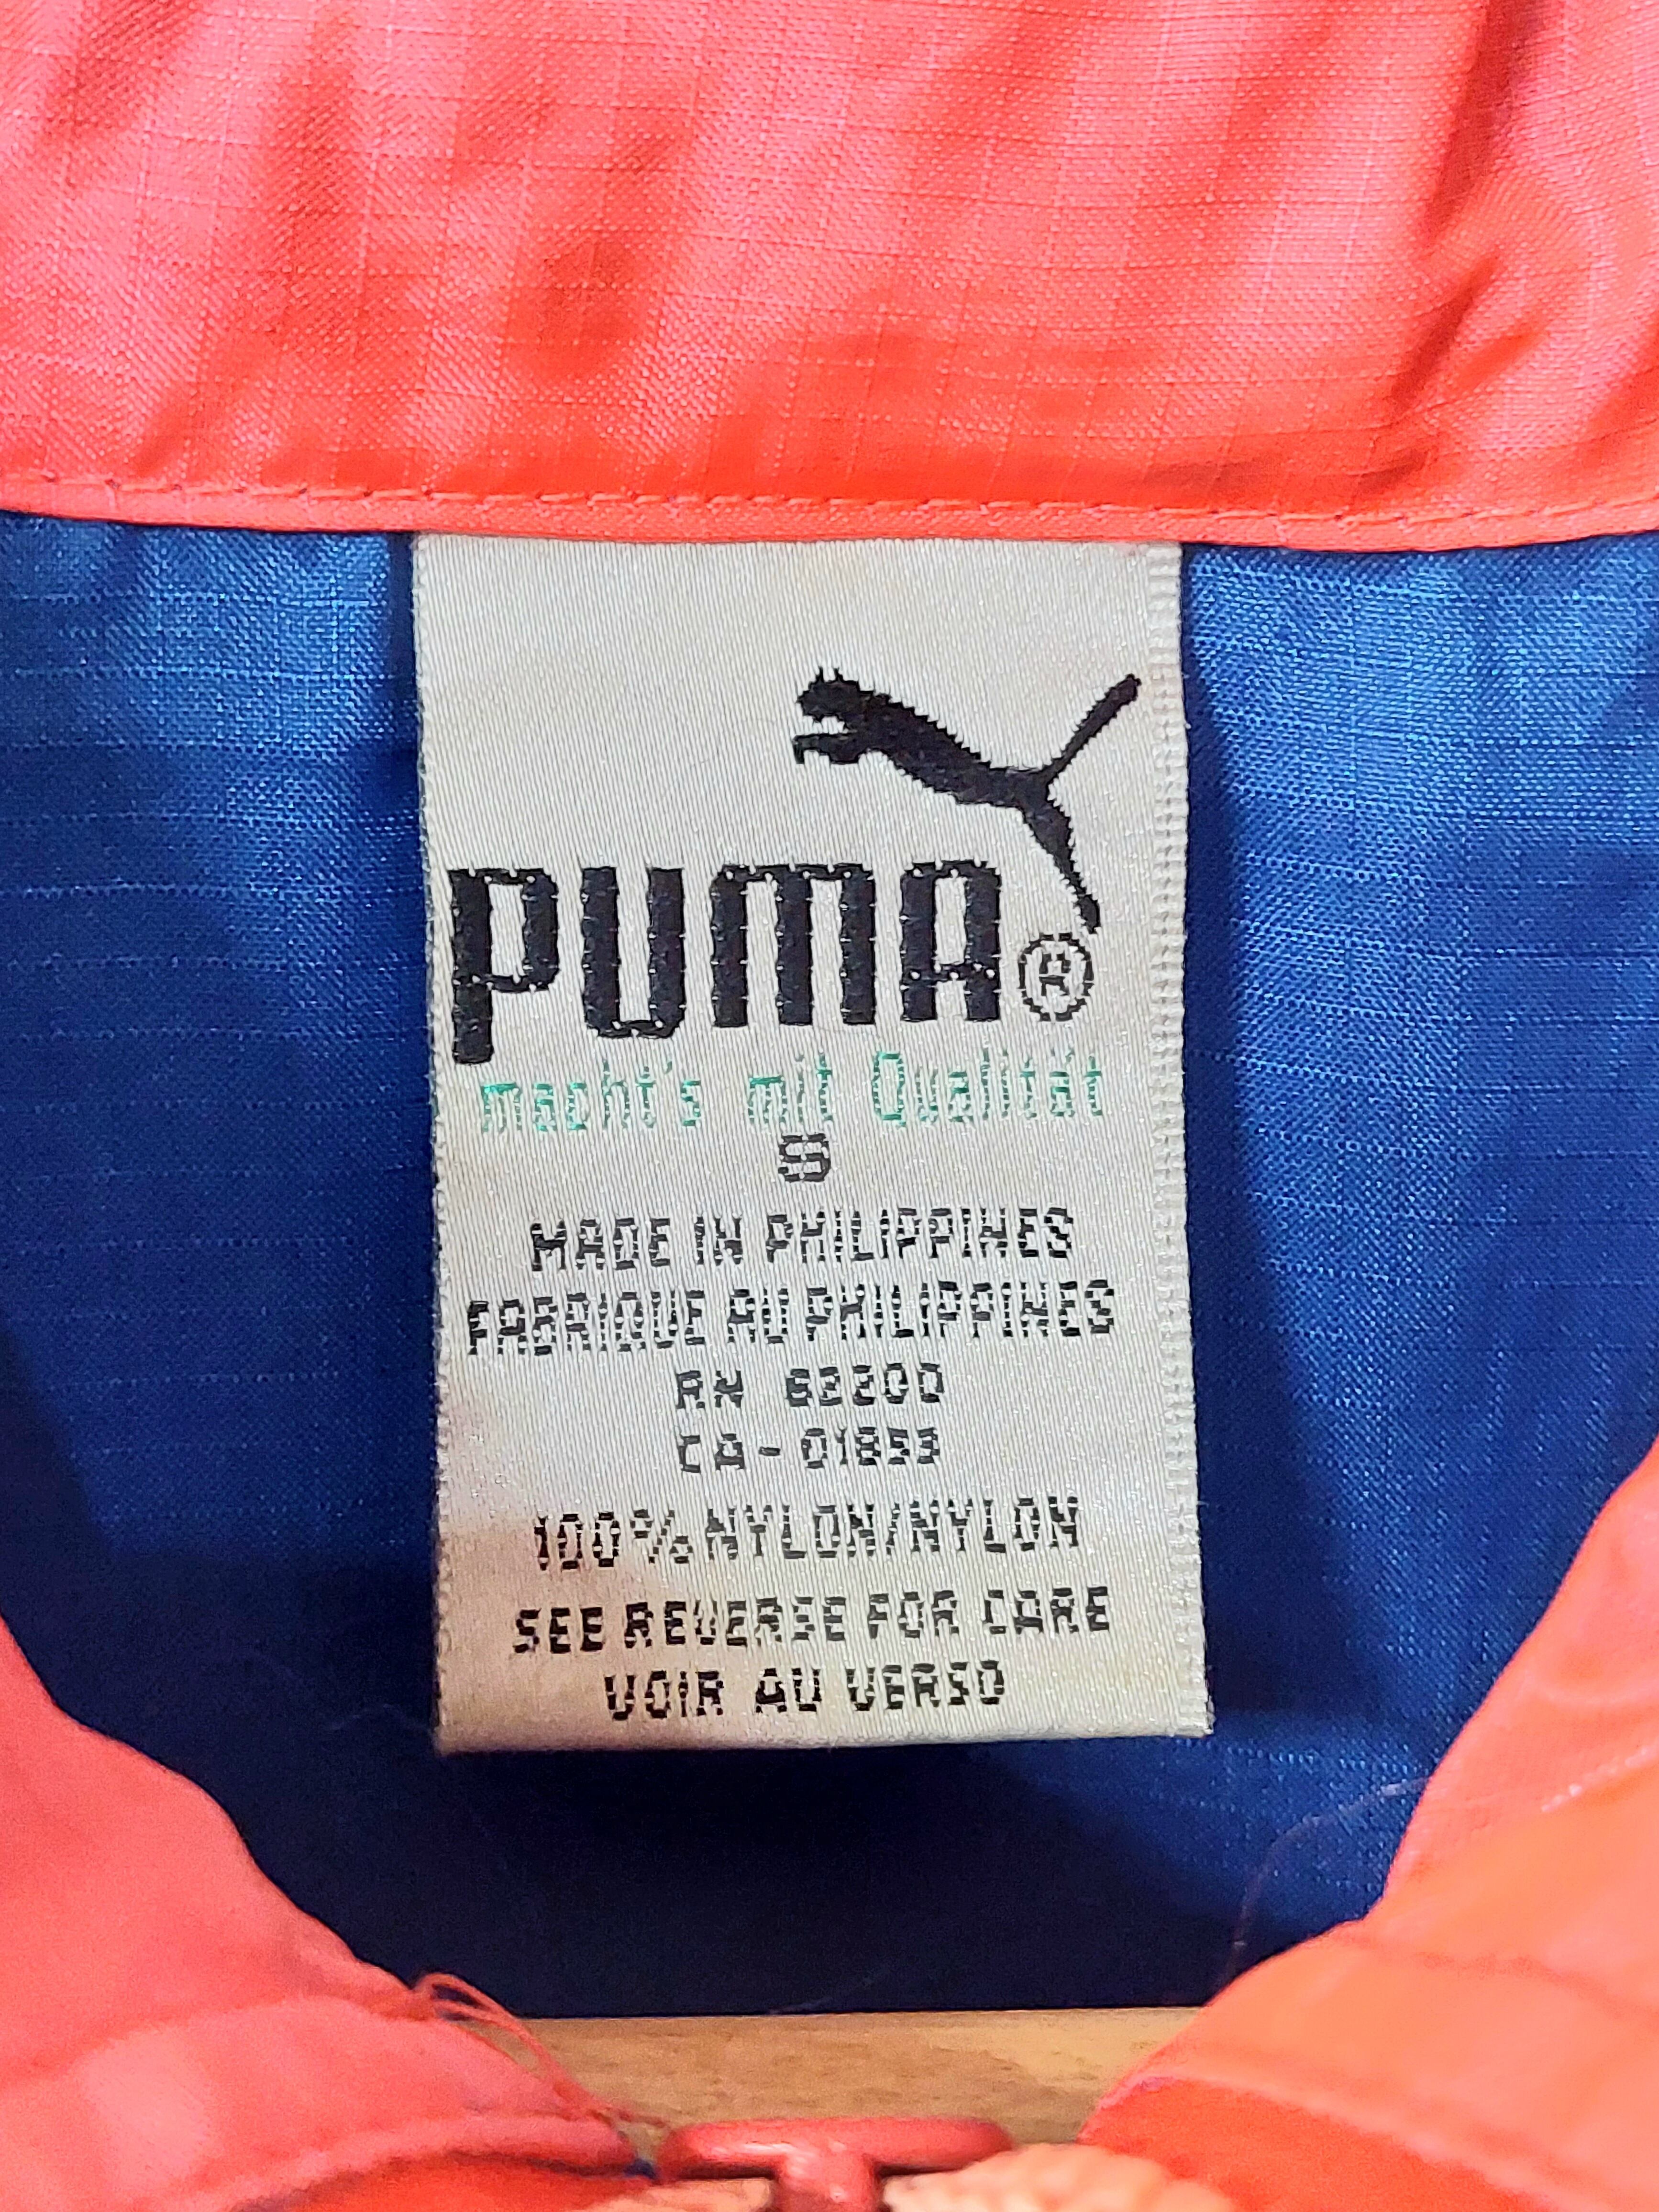 PUMA®
macht's mit Qualität
S
MADE IN PHILIPPINES
FABRIQUE AU PHILIPPINES
RN 62200
CA-01853
100% NYLON/NYLON
SEE REVERSE FOR CARE
VOIR AU VERSO